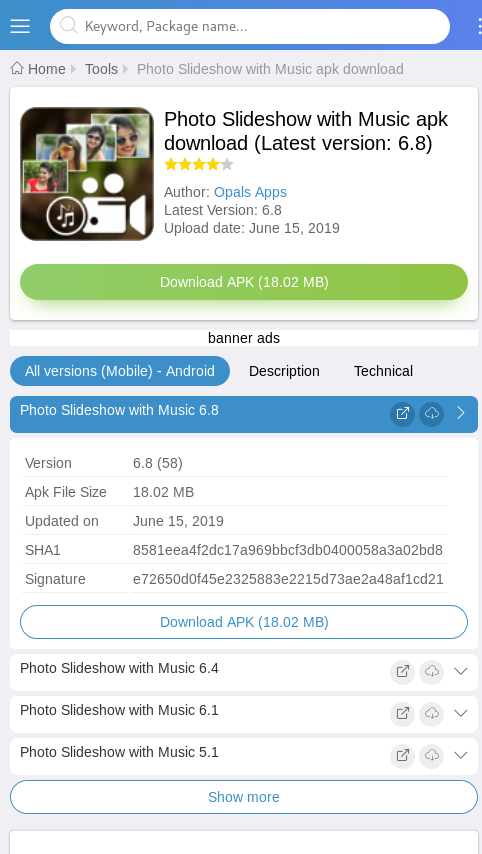 Keyword, Package name...
Home Tools Photo Slideshow with Music apk download
Photo Slideshow with Music apk
download (Latest version: 6.8)
Author: Opals Apps
Latest Version: 6.8
Upload date: June 15, 2019
Download APK (18.02 MB)
banner ads
All versions (Mobile) - Android Description Technical
Photo Slideshow with Music 6.8
Version 6.8 (58)
Apk File Size 18.02 MB
Updated on June 15, 2019
SHA1 8581eea4f2dc17a969bbcf3db0400058a3a02bd8
Signature e72650d0f45e2325883e2215d73ae2a48af1cd21
Download APK (18.02 MB)
Photo Slideshow with Music 6.4
Photo Slideshow with Music 6.1
Photo Slideshow with Music 5.1
Show more